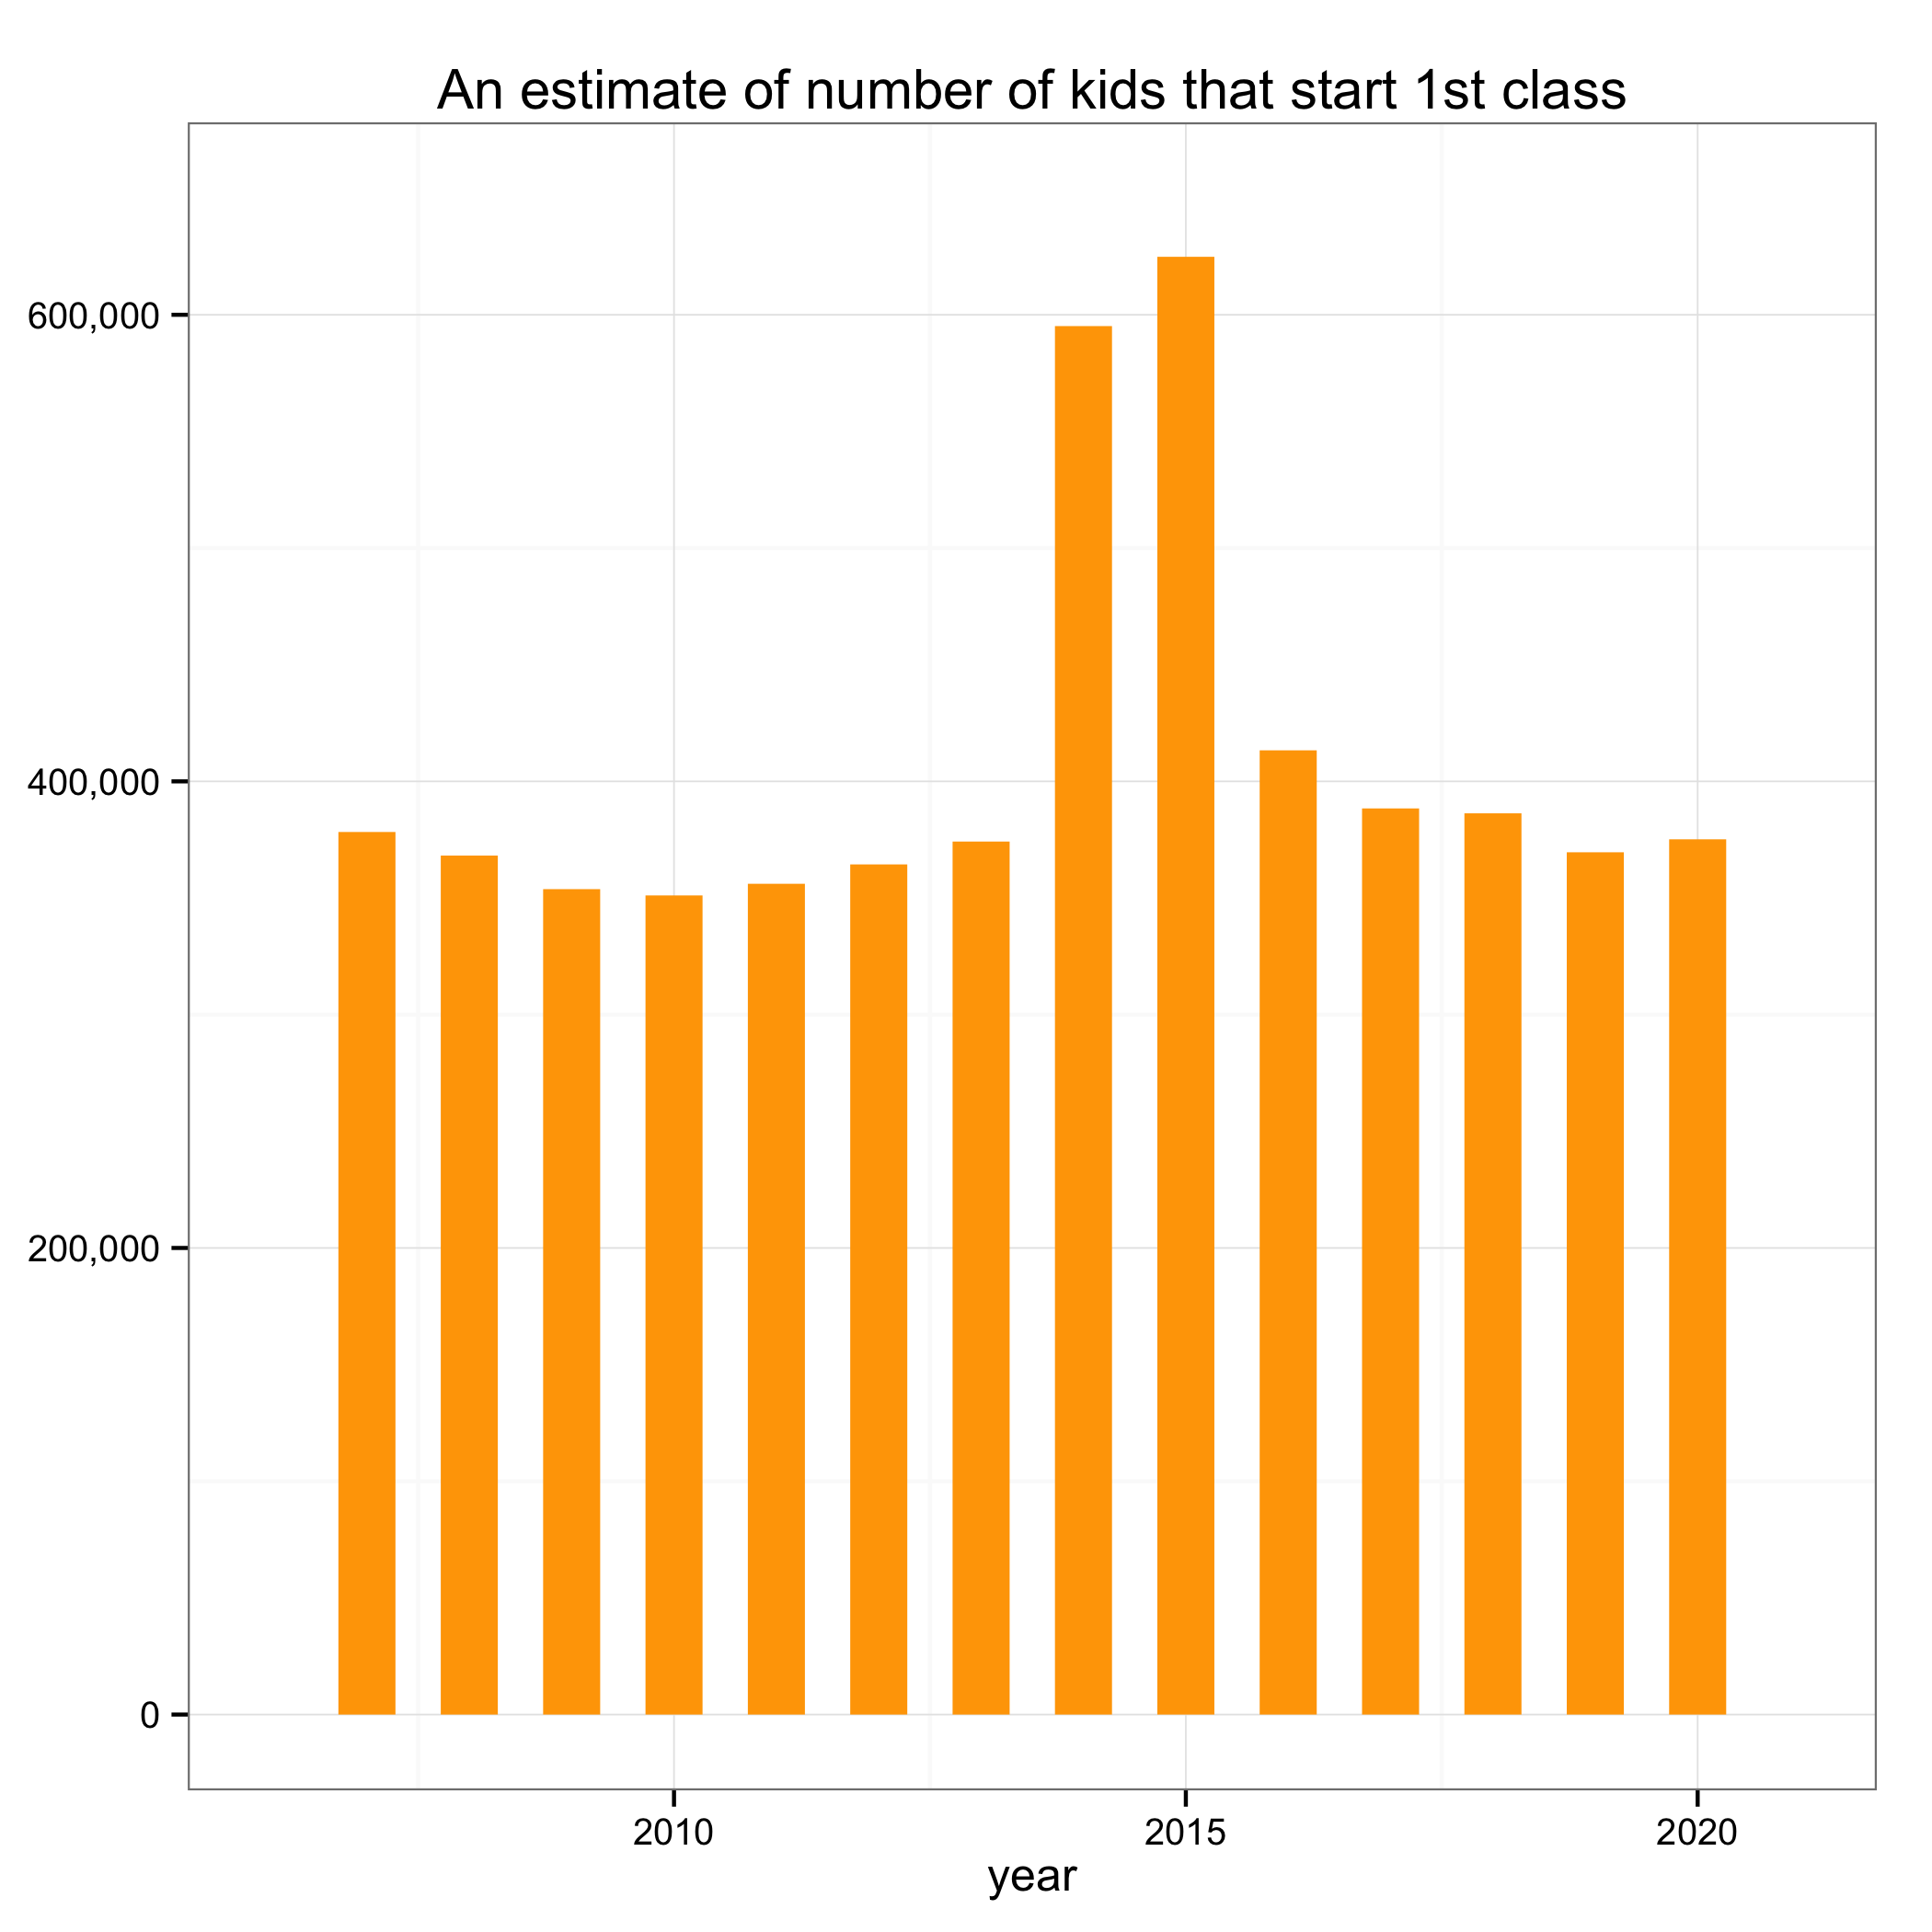 An estimate of number of kids that start 1st class
600,000
400,000
200,000
0
2010 2015 2020
year